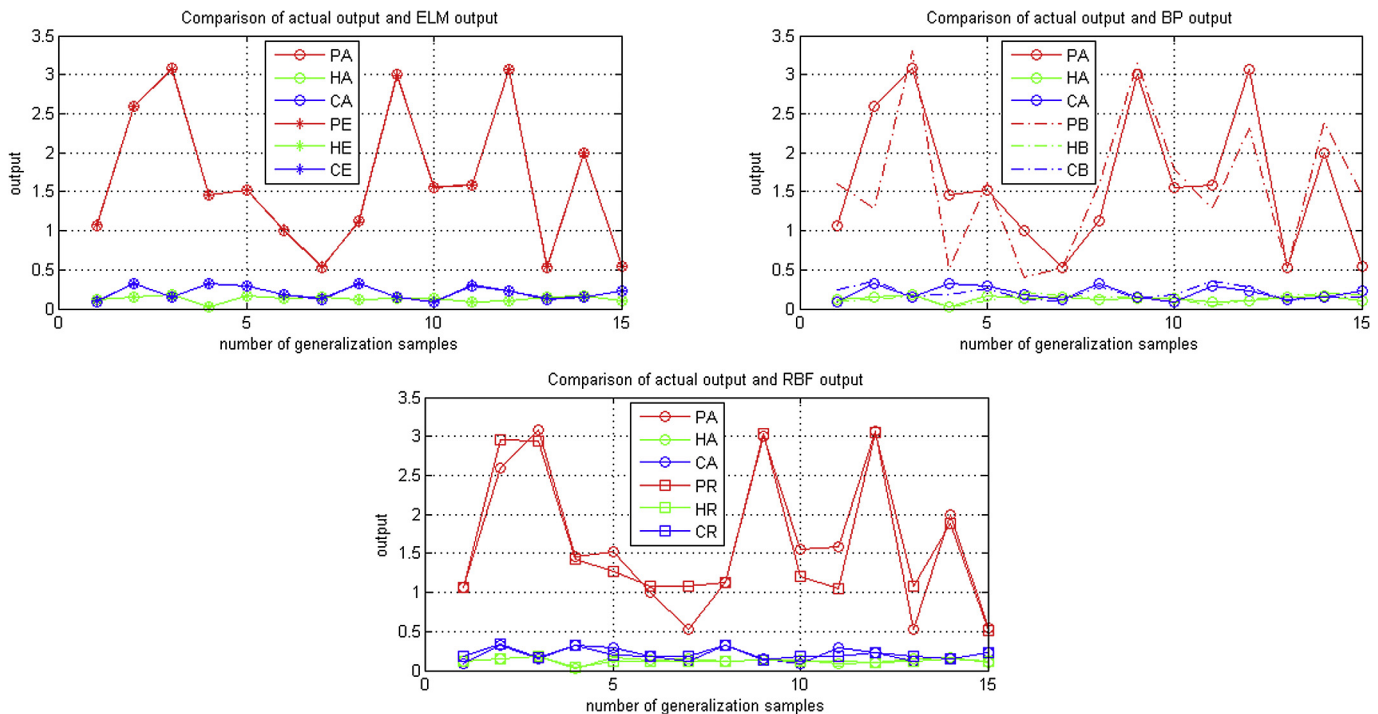 Comparison of actual output and ELM output
3.5
3
2.5
2
1.5
1
0.5
0
output
PA
HA
CA
PE
HE
CE
0
5
10
15
number of generalization samples
Comparison of actual output and BP output
3.5
3
2.5
2
1.5
1
0.5
0
output
PA
HA
CA
PB
HB
CB
0
5
10
15
number of generalization samples
Comparison of actual output and RBF output
3.5
3
2.5
2
1.5
1
0.5
0
output
PA
HA
CA
PR
HR
CR
0
5
10
15
number of generalization samples